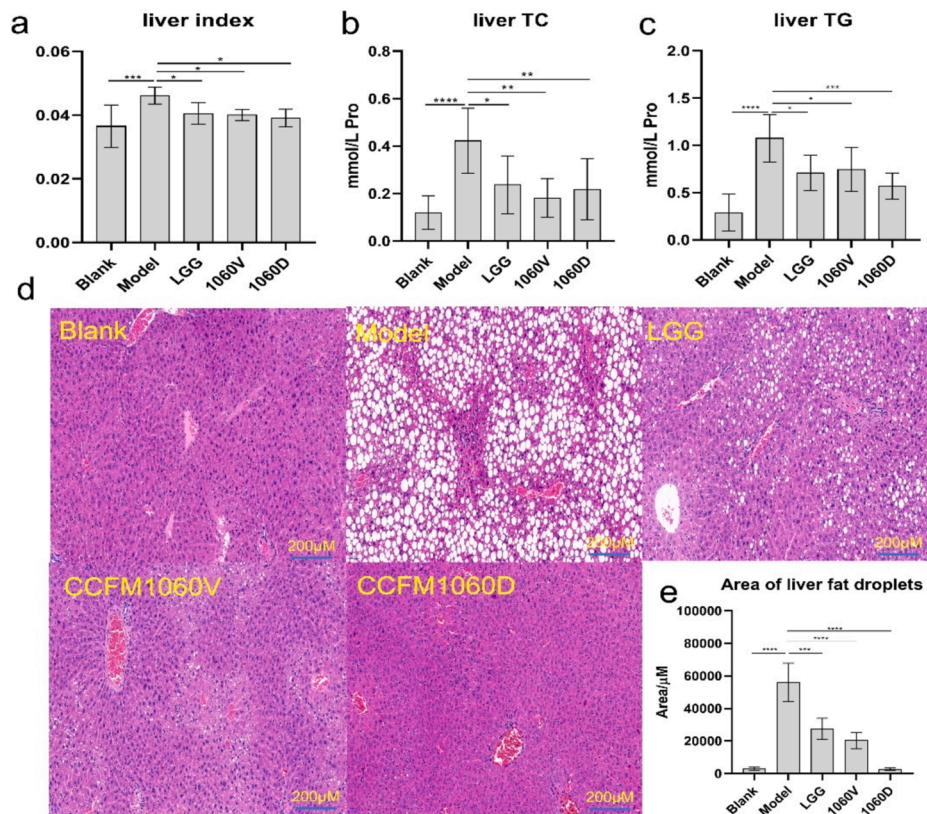 a
liver index
0.06
0.04
0.02
0.00
***
*
*
*
Blank
Model
LGG
1060V
1060D
b
liver TC
mmol/L Pro
0.8
0.6
0.4
0.2
0.0
****
*
**
**
Blank
Model
LGG
1060V
1060D
c
liver TG
mmol/L Pro
2.0
1.5
1.0
0.5
0.0
****
*
*
***
Blank
Model
LGG
1060V
1060D
d
Blank
200μM
Model
200μM
LGG
200μM
CCFM1060V
200μM
CCFM1060D
200μM
e
Area of liver fat droplets
Area/μM
80000
60000
40000
20000
0
****
***
****
****
Blank
Model
LGG
1060V
1060D